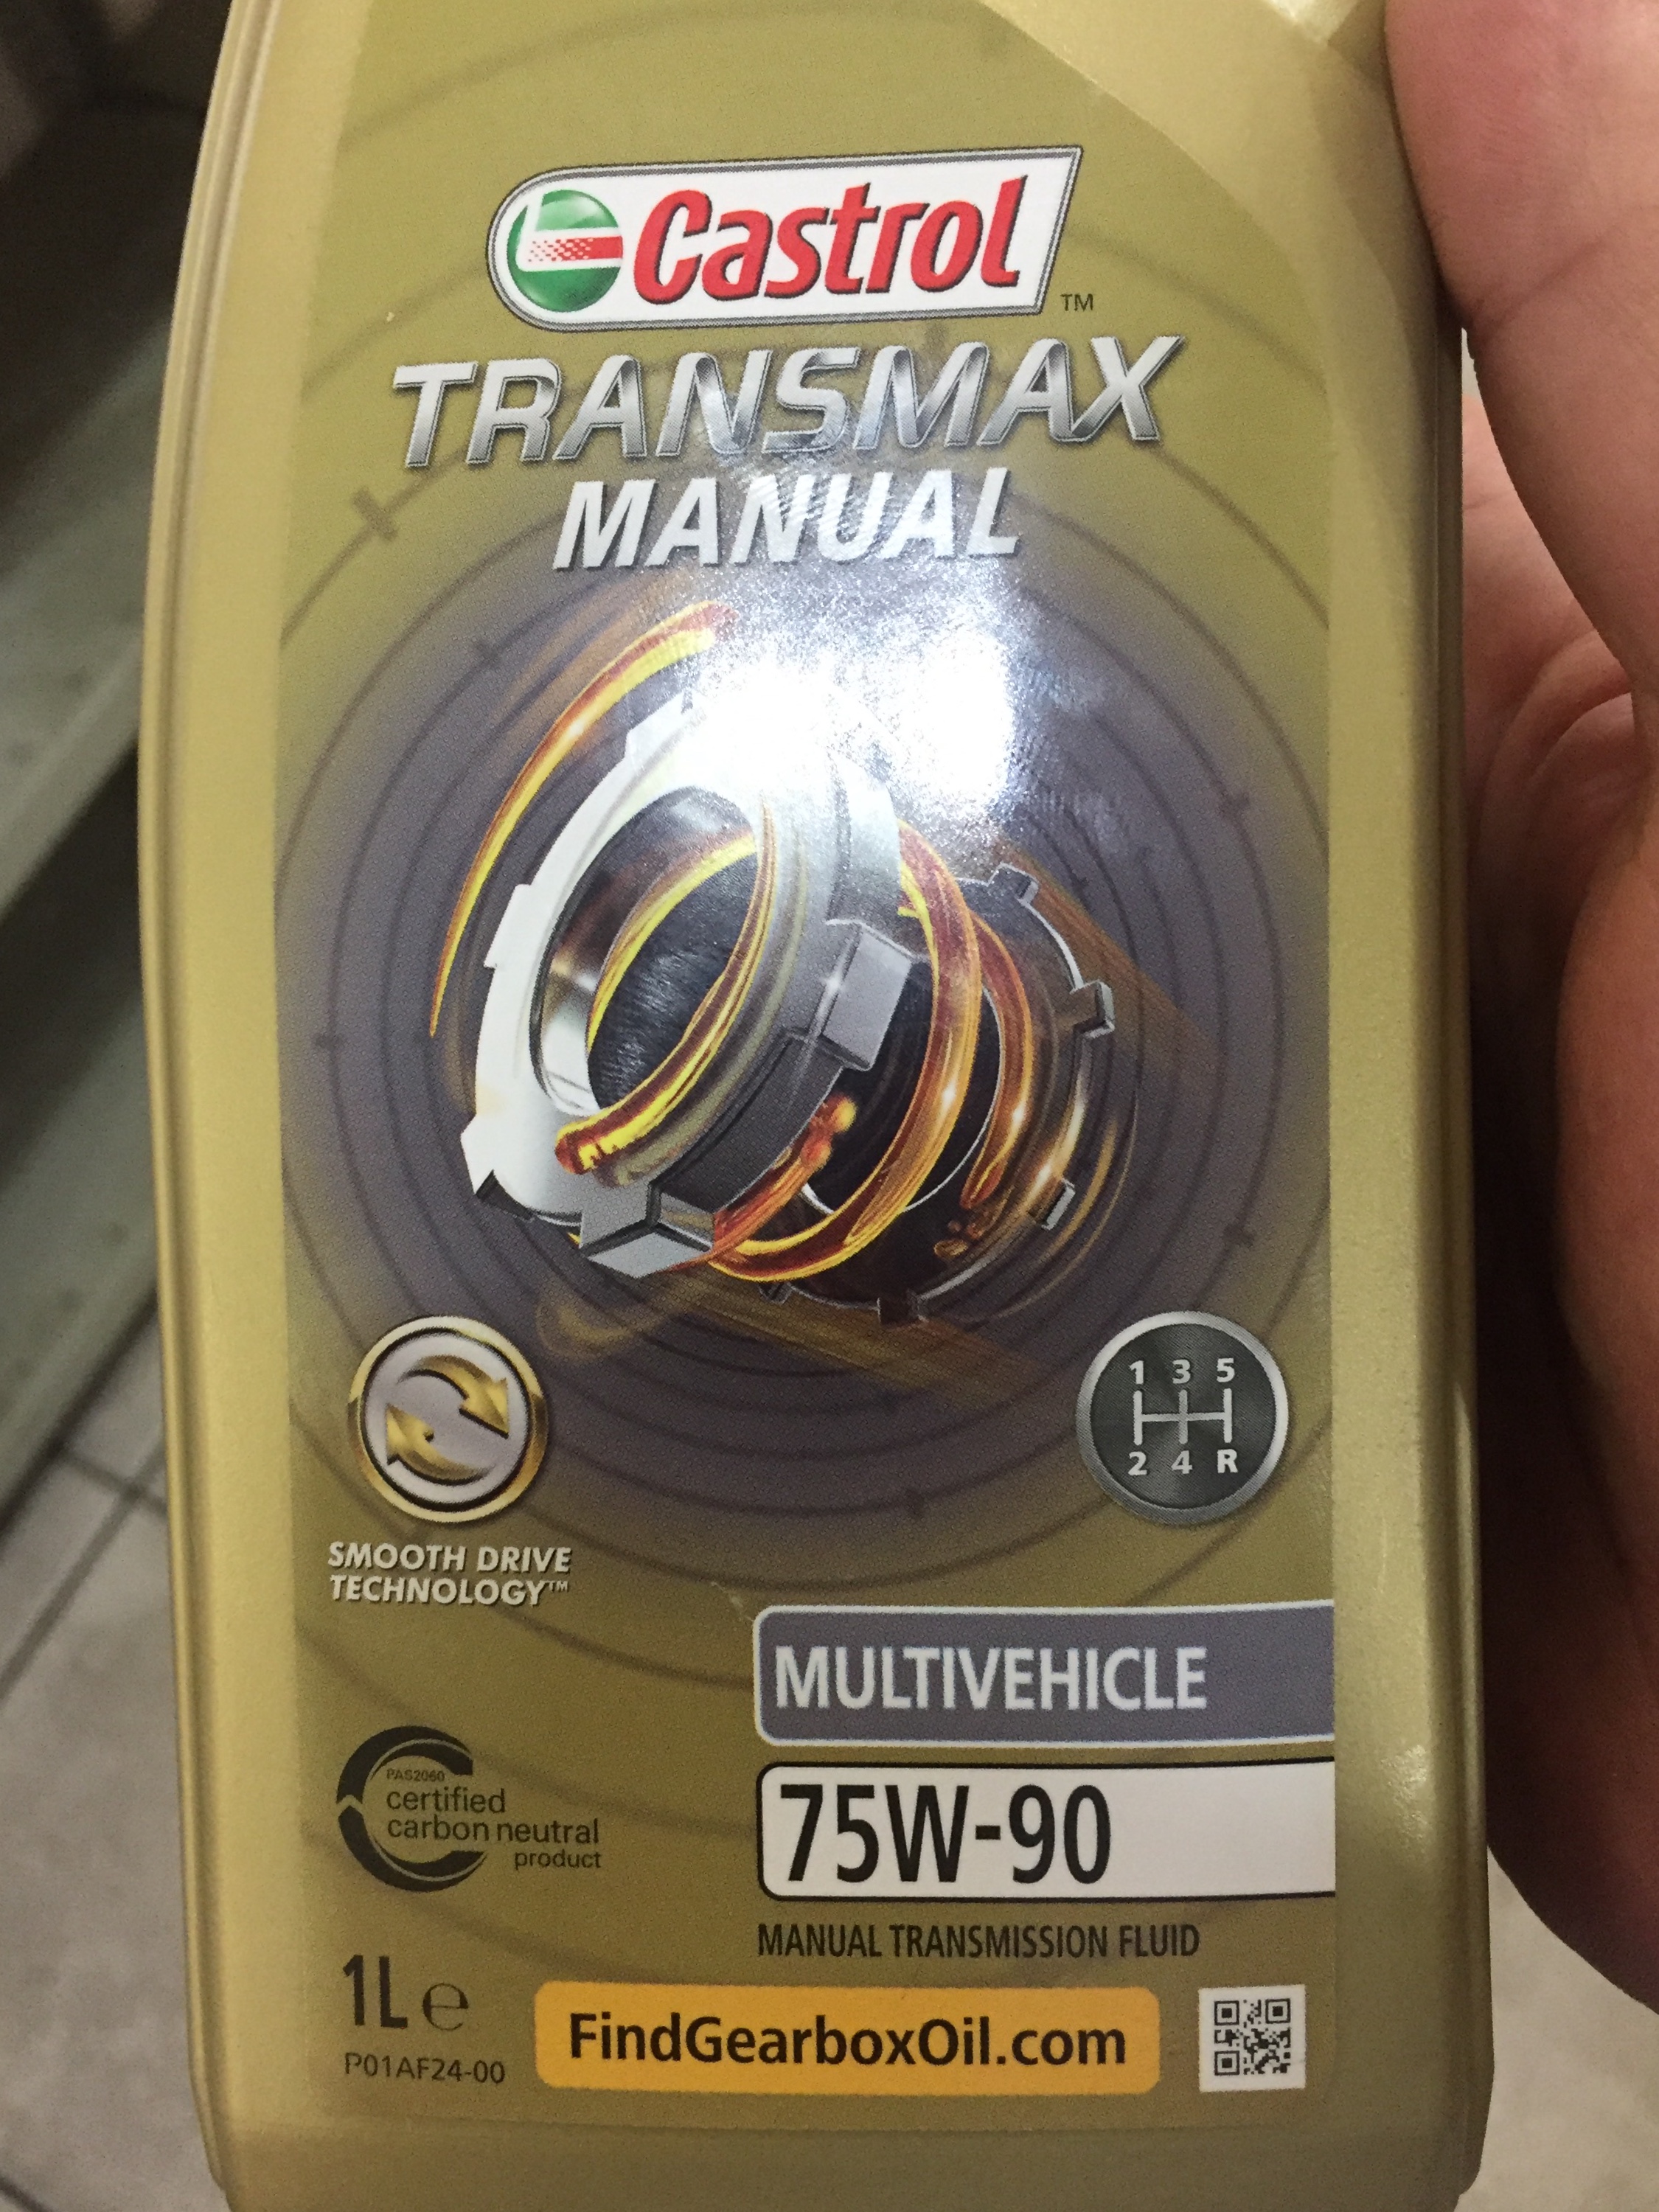 Castrol
TM
TRANSMAX
MANUAL
1 3 5
2 4 R
SMOOTH DRIVE
TECHNOLOGY™
MULTIVEHICLE
PAS2060
certified
carbon neutral
product
75W-90
MANUAL TRANSMISSION FLUID
1L e
P01AF24-00
FindGearboxOil.com